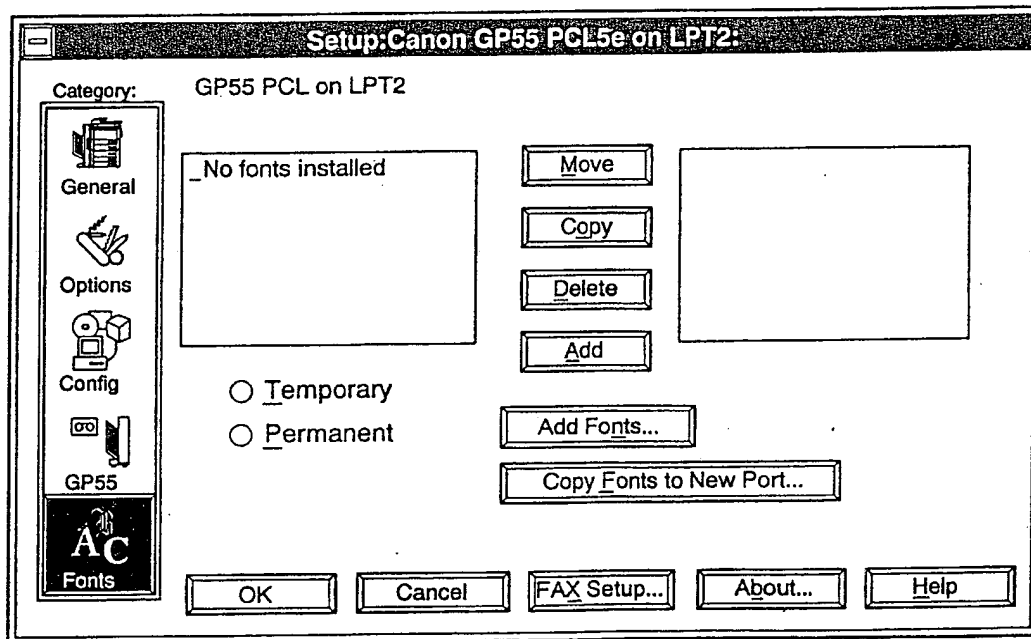 Setup:Canon GP55 PCL5e on LPT2:
Category:
General
Options
Config
GP55
ABC
Fonts
GP55 PCL on LPT2
_No fonts installed
Move
Copy
Delete
Add
Temporary
Permanent
Add Fonts...
Copy Fonts to New Port...
OK
Cancel
FAX Setup...
About...
Help